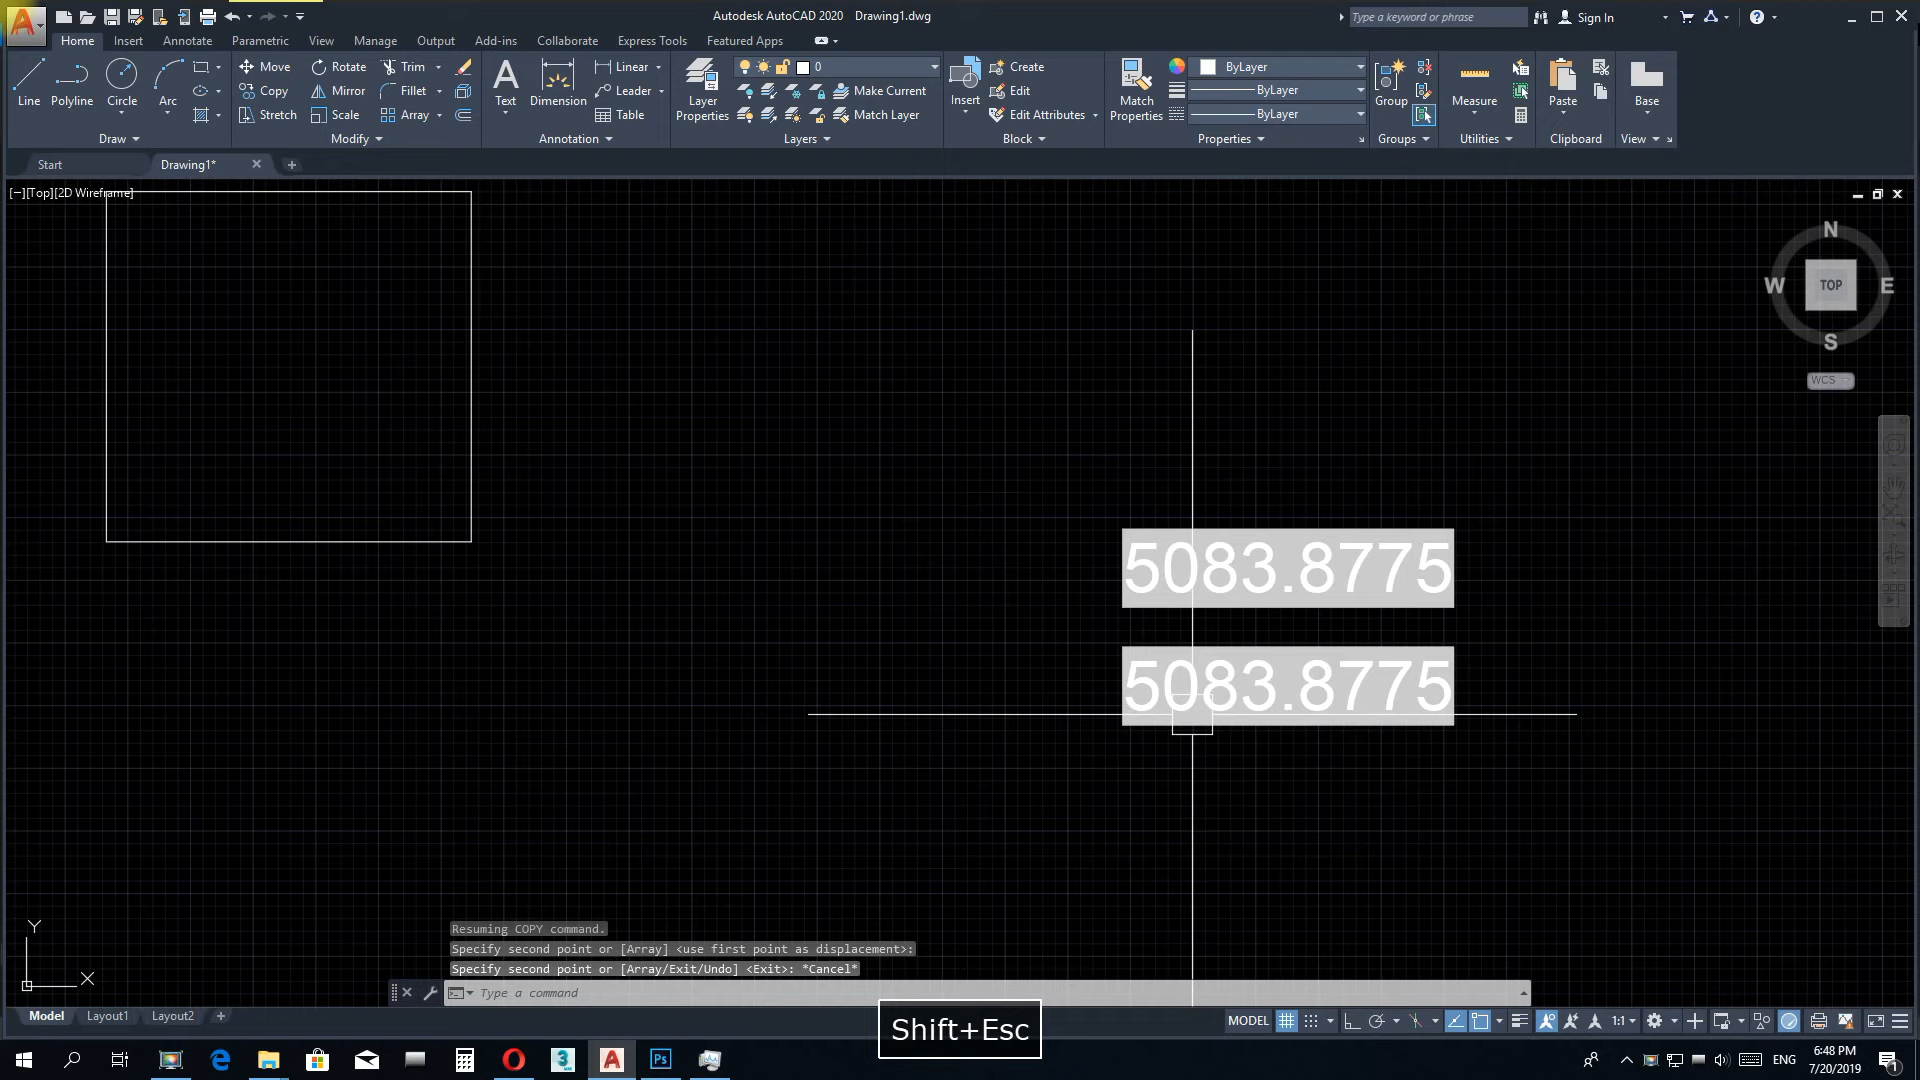 Autodesk AutoCAD 2020 Drawing1.dwg
Type a keyword or phrase
Sign In
Home Insert Annotate Parametric View Manage Output Add-ins Collaborate Express Tools Featured Apps
Line Polyline Circle Arc
Move Rotate Trim
Copy Mirror Fillet
Stretch Scale Array
Text Dimension
Linear
Leader
Table
Layer
Properties
0
Make Current
Match Layer
Insert
Create
Edit
Edit Attributes
Match
Properties
ByLayer
ByLayer
ByLayer
Group
Measure
Paste
Base
Draw Modify Annotation Layers Block Properties Groups Utilities Clipboard View
Start Drawing1*
[−][Top][2D Wireframe]
N
W TOP E
S
WCS
5083.8775
5083.8775
Y
X
Resuming COPY command.
Specify second point or [Array] <use first point as displacement>:
Specify second point or [Array/Exit/Undo] <Exit>: *Cancel*
Type a command
Model Layout1 Layout2
Shift+Esc
MODEL 1:1
Ps
3
A
ENG
6:48 PM
7/20/2019
1